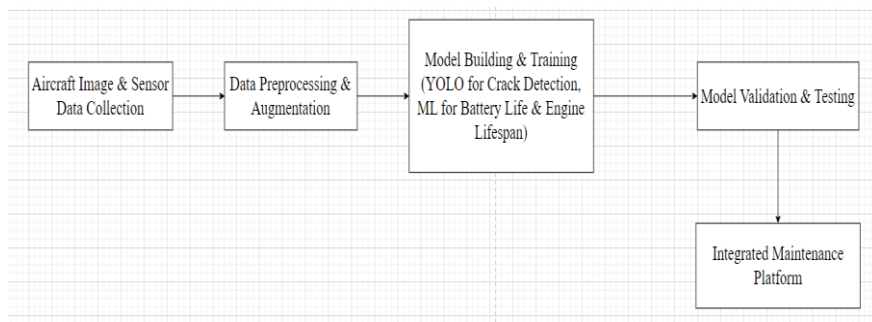 Aircraft Image & Sensor
Data Collection
Data Preprocessing &
Augmentation
Model Building & Training
(YOLO for Crack Detection,
ML for Battery Life & Engine
Lifespan)
Model Validation & Testing
Integrated Maintenance
Platform